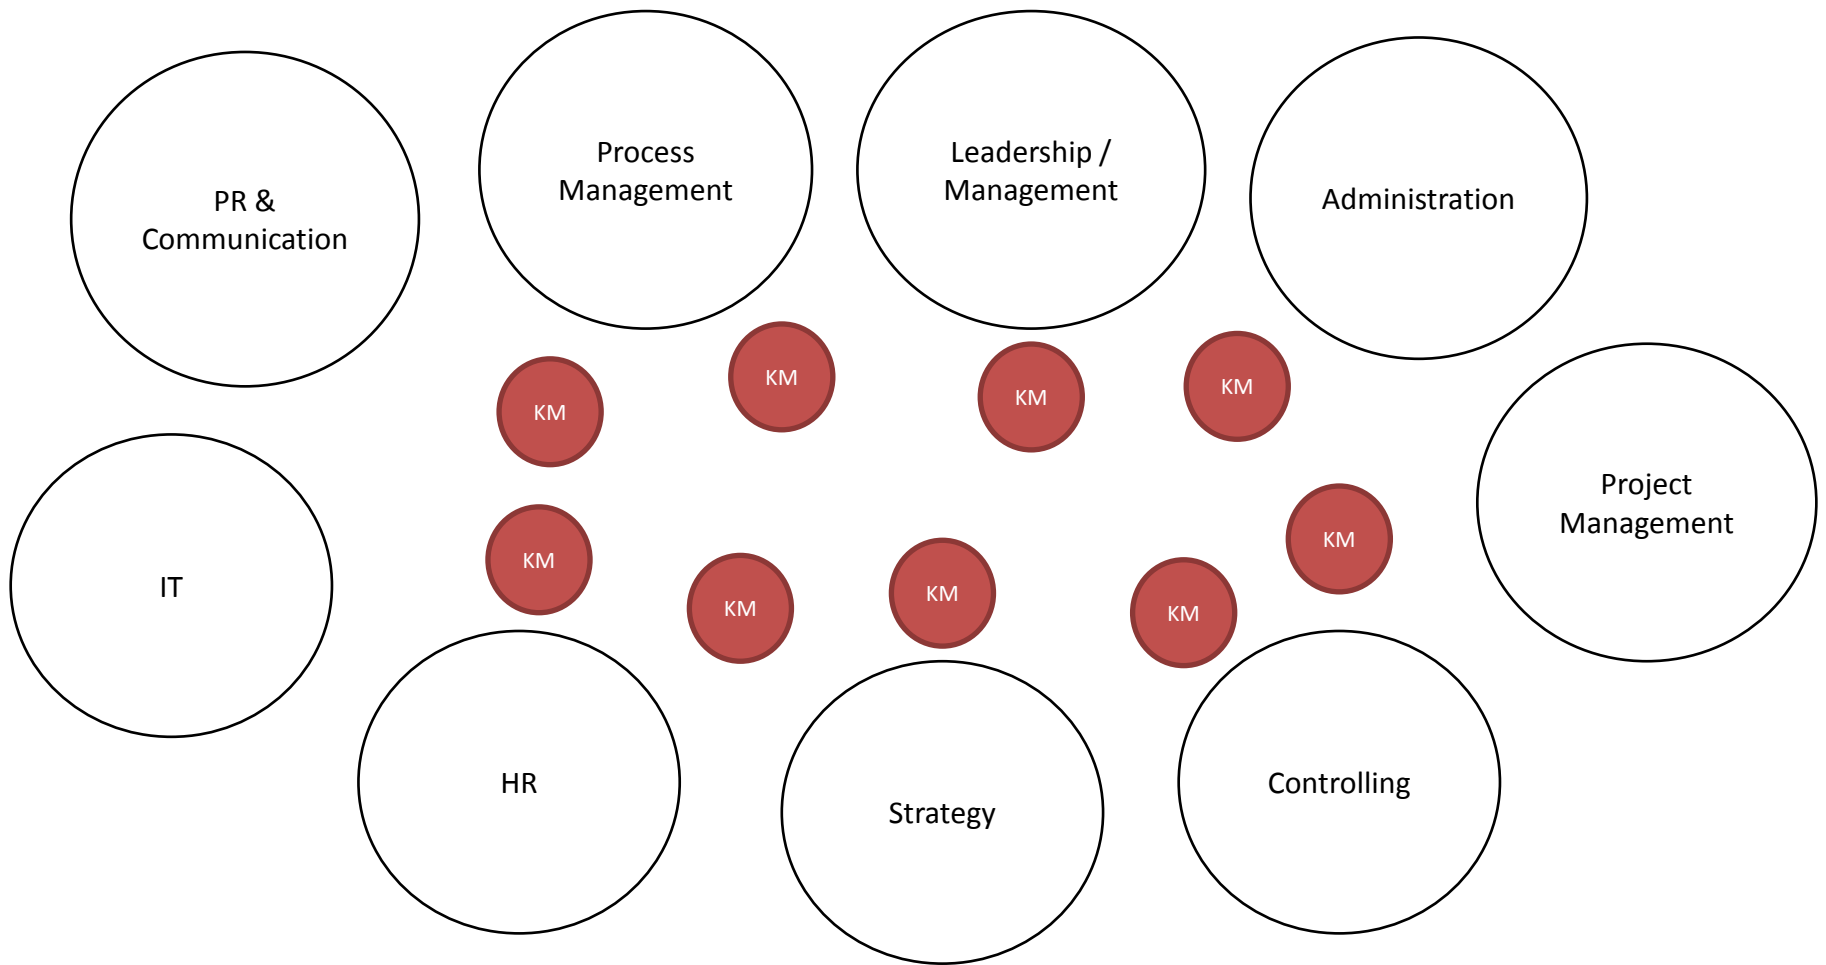 Process
Management
Leadership /
Management
PR &
Communication
Administration
KM
KM
KM
KM
Project
Management
KM
KM
KM
KM
KM
IT
HR
Strategy
Controlling